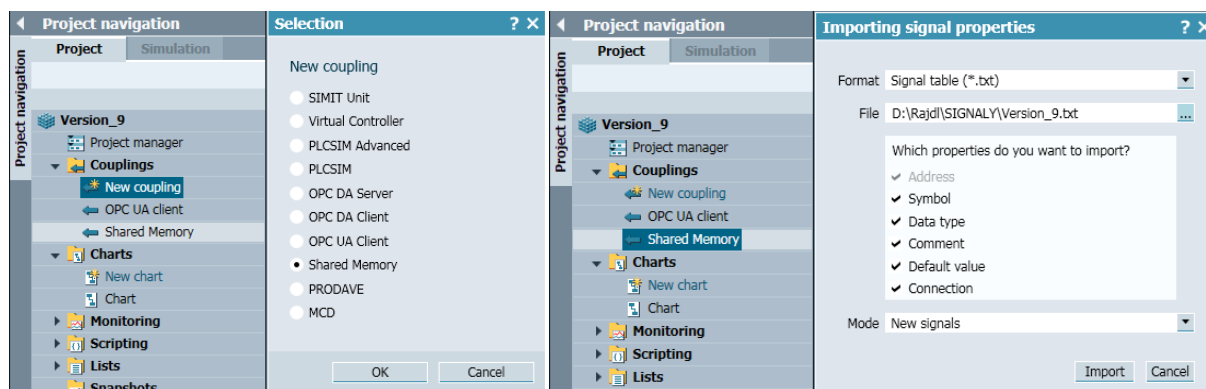 Project navigation
Project navigation
Project
Simulation
Version_9
Project manager
Couplings
New coupling
OPC UA client
Shared Memory
Charts
New chart
Chart
Monitoring
Scripting
Lists
Snapshots
Selection ? ×
New coupling
SIMIT Unit
Virtual Controller
PLCSIM Advanced
PLCSIM
OPC DA Server
OPC DA Client
OPC UA Client
Shared Memory
PRODAVE
MCD
OK
Cancel
Project navigation
Project navigation
Project
Simulation
Version_9
Project manager
Couplings
New coupling
OPC UA client
Shared Memory
Charts
New chart
Chart
Monitoring
Scripting
Lists
Importing signal properties ? ×
Format Signal table (*.txt)
File D:\Rajdl\SIGNALY\Version_9.txt ...
Which properties do you want to import?
Address
Symbol
Data type
Comment
Default value
Connection
Mode New signals
Import
Cancel